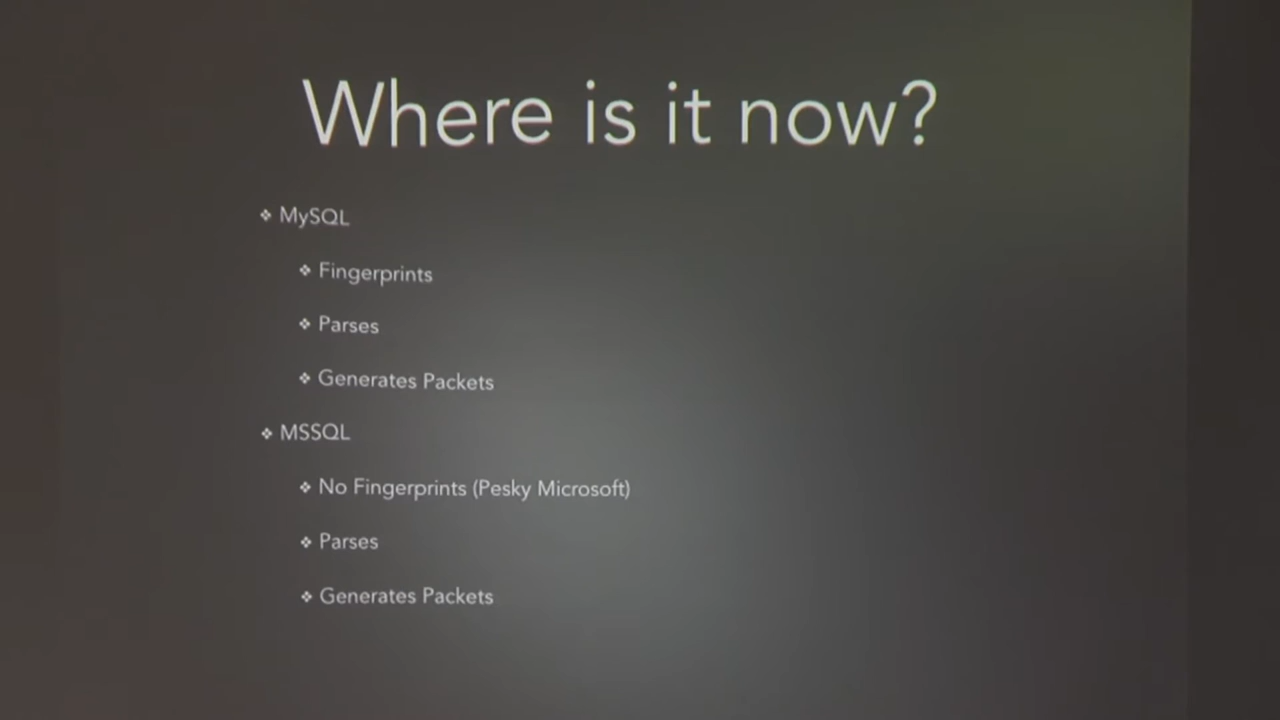 Where is it now?
❖ MySQL
❖ Fingerprints
❖ Parses
❖ Generates Packets
❖ MSSQL
❖ No Fingerprints (Pesky Microsoft)
❖ Parses
❖ Generates Packets